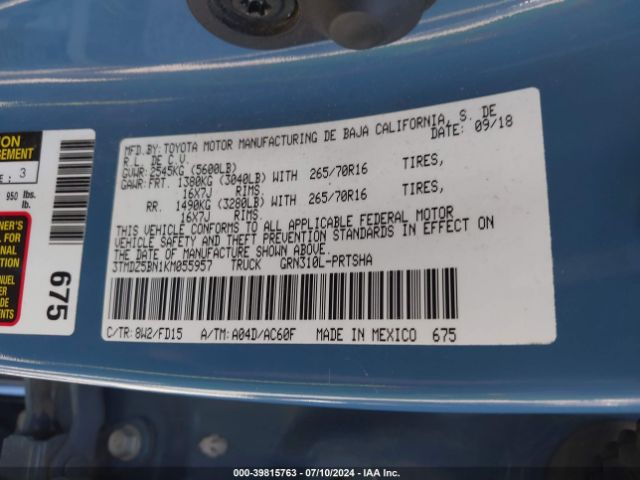 MFD.BY: TOYOTA MOTOR MANUFACTURING DE BAJA CALIFORNIA, S. DE
R.L. DE C.V. DATE: 09/18
GVWR: 2545KG (5600LB)
GAWR: FRT. 1380KG (3040LB) WITH 265/70R16 TIRES,
16X7J RIMS.
RR. 1490KG (3280LB) WITH 265/70R16 TIRES,
16X7J RIMS.
THIS VEHICLE CONFORMS TO ALL APPLICABLE FEDERAL MOTOR
VEHICLE SAFETY AND THEFT PREVENTION STANDARDS IN EFFECT ON
THE DATE OF MANUFACTURE SHOWN ABOVE.
3TMDZ5BN1KM055957 TRUCK GRN310L-PRTSHA
C/TR: 8W2/FD15 A/TM: A04D/AC60F MADE IN MEXICO 675
: 3
950 lbs.
lb.
675
000-39815763 - 07/10/2024 - IAA Inc.